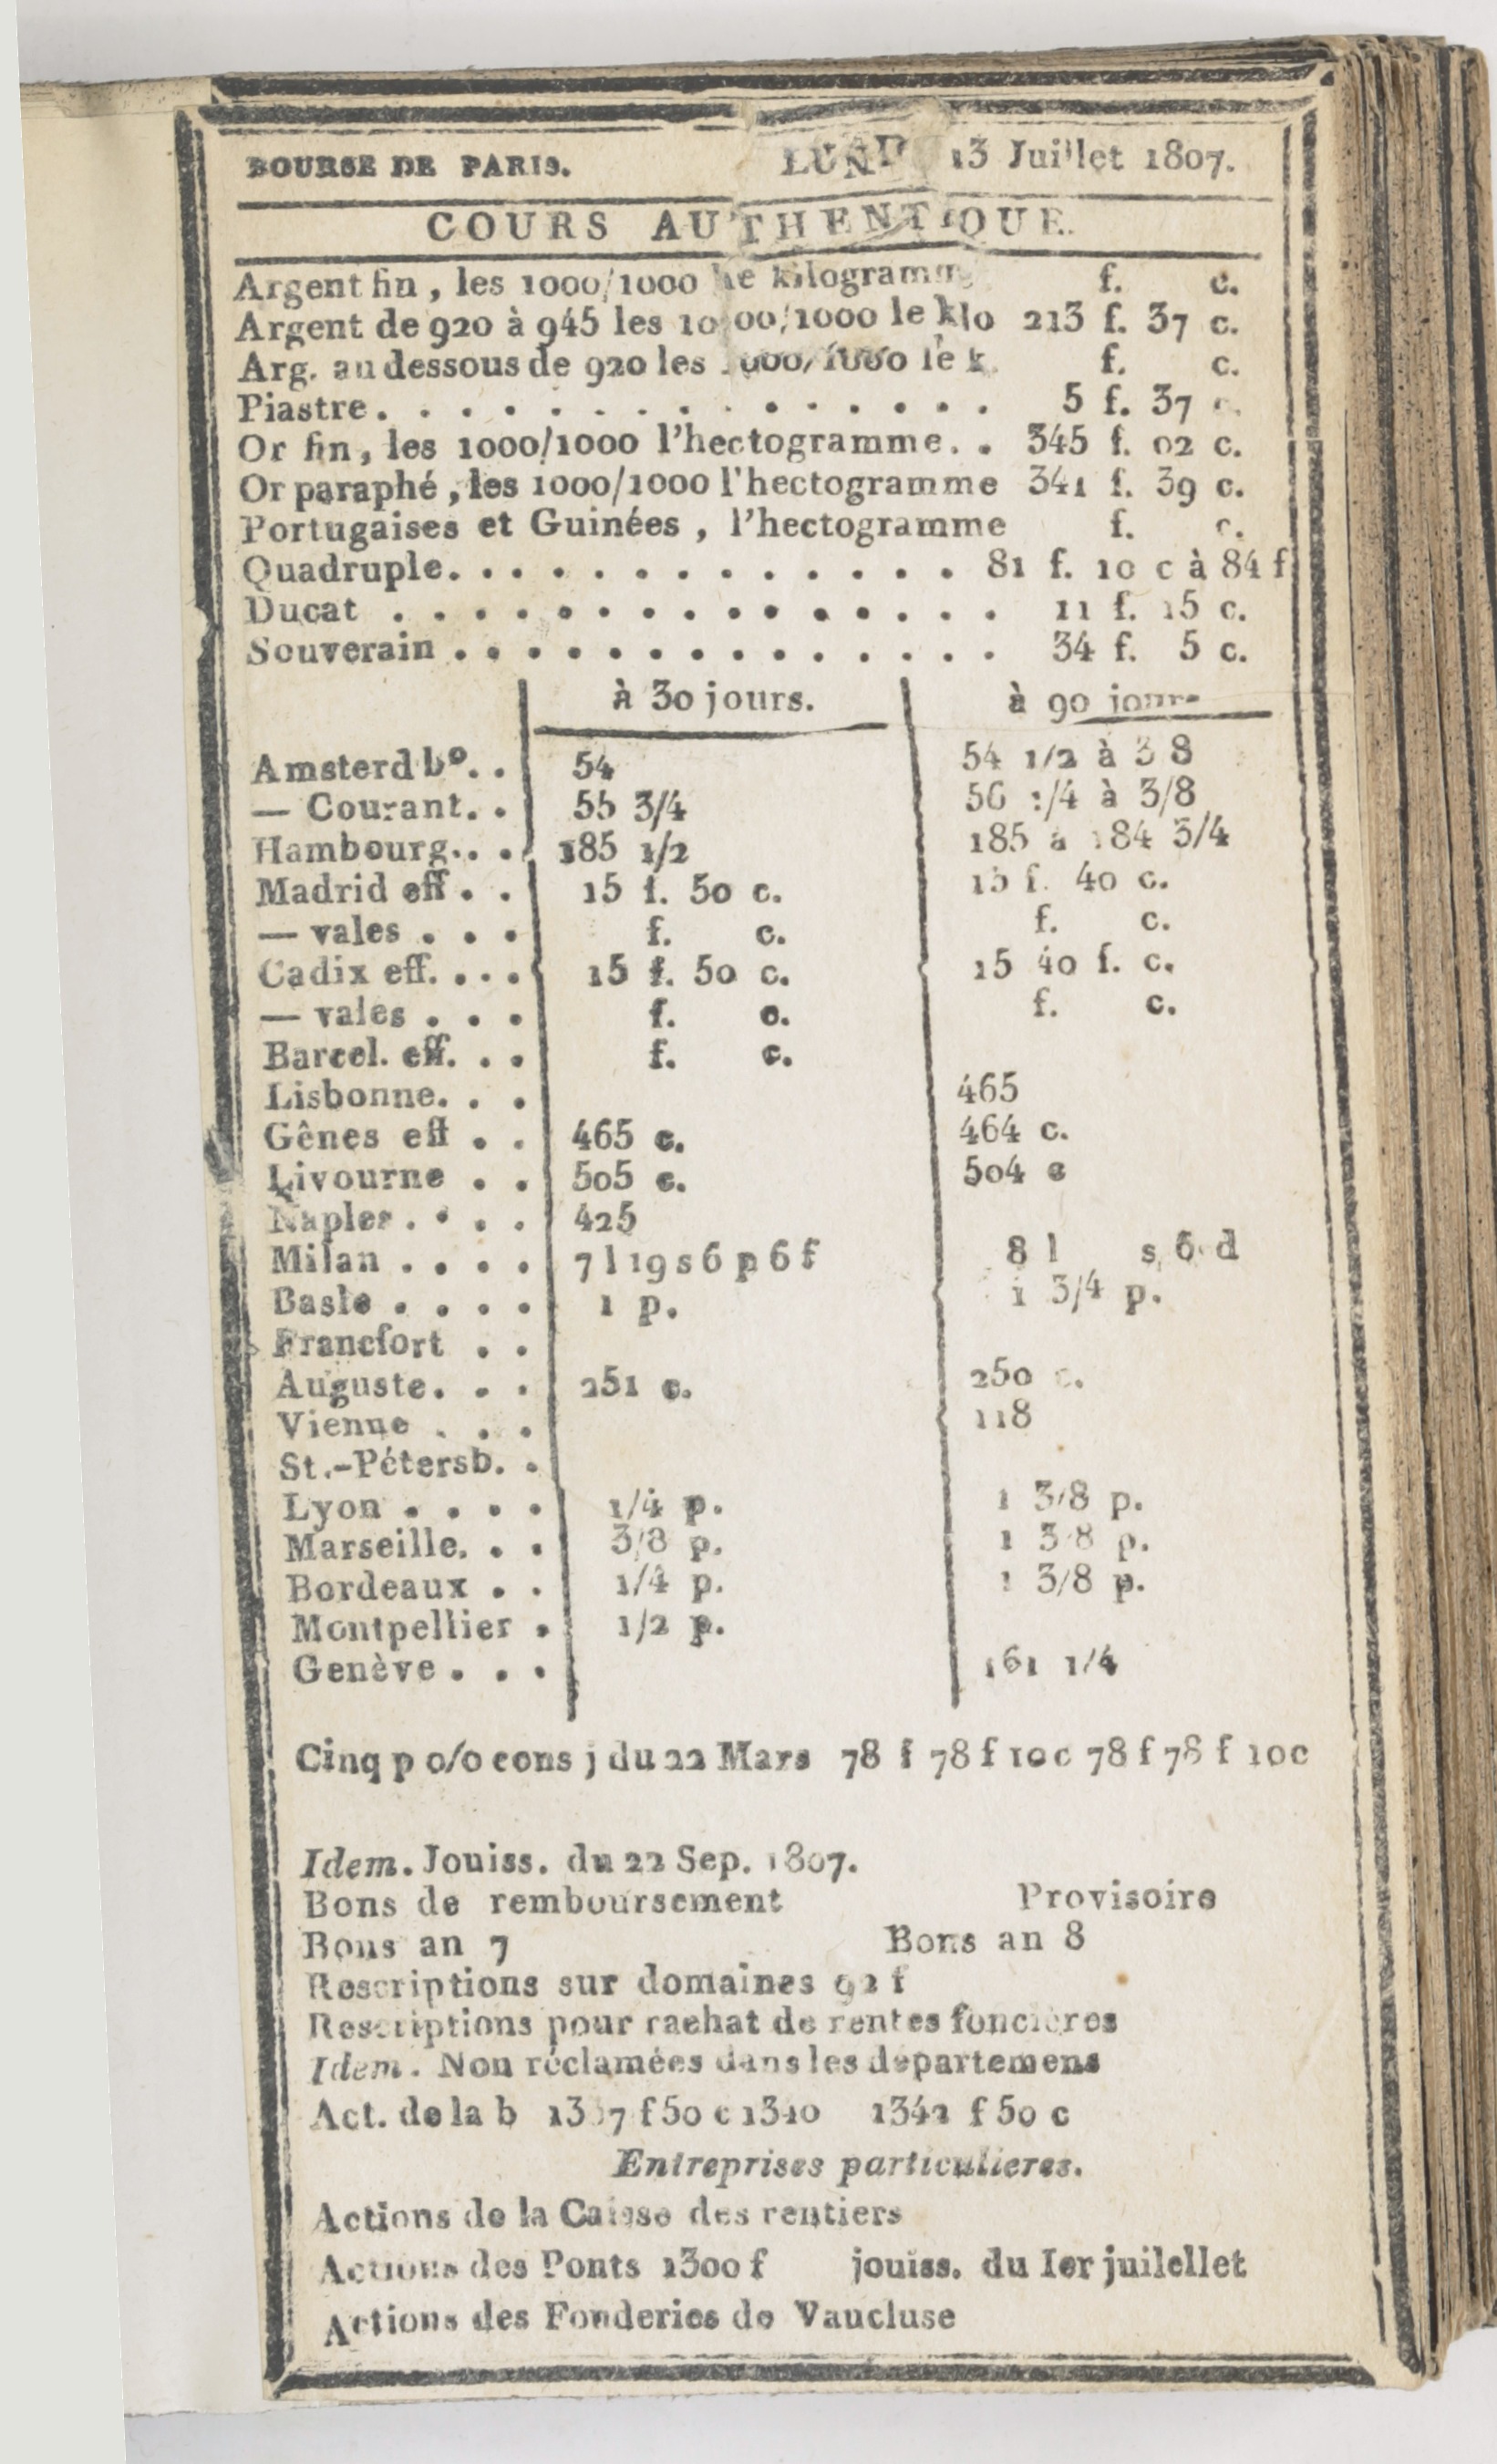 BOURSE DE PARIS. LUNDI 13 Juillet 1807.
COURS AUTHENTIQUE.
Argent fin, les 1000/1000 le kilogramme f. c.
Argent de 920 à 945 les 1000/1000 le klo 213 f. 37 c.
Arg. au dessous de 920 les 1000/1000 le k. f. c.
Piastre. . . . . . . . . . . . . . . 5 f. 37 c.
Or fin, les 1000/1000 l'hectogramme. . 345 f. 02 c.
Or paraphé, les 1000/1000 l'hectogramme 341 f. 39 c.
Portugaises et Guinées, l'hectogramme f. c.
Quadruple. . . . . . . . . . . . . 81 f. 10 c à 84 f
Ducat . . . . . . . . . . . . . . . 11 f. 15 c.
Souverain . . . . . . . . . . . . . . 34 f. 5 c.
à 30 jours. à 90 jours
Amsterd bo. . 54 54 1/2 à 3 8
— Courant. . 55 3/4 56 1/4 à 3/8
Hambourg. . . 185 1/2 185 à 184 3/4
Madrid eff . . 15 f. 50 c. 15 f. 40 c.
— vales . . . f. c. f. c.
Cadix eff. . . . 15 f. 50 c. 15 40 f. c.
— vales . . . f. c. f. c.
Barcel. eff. . . f. c.
Lisbonne. . . 465
Gênes eff . . 465 c. 464 c.
Livourne . . 505 c. 504 c
Naples . . . . 425
Milan . . . . 7 l 19 s 6 p 6 f 8 l s, 6 d
Basle . . . . 1 p. 1 3/4 p.
Francfort . .
Auguste. . . 251 c. 250 c.
Vienne . . . 118
St.-Pétersb. .
Lyon . . . . 1/4 p. 1 3/8 p.
Marseille. . . 3/8 p. 1 3/8 p.
Bordeaux . . 1/4 p. 1 3/8 p.
Montpellier . 1/2 p.
Genève . . . 161 1/4
Cinq p 0/0 cons j du 22 Mars 78 f 78 f 10 c 78 f 78 f 10c
Idem. Jouiss. du 22 Sep. 1807.
Bons de remboursement Provisoire
Bons an 7 Bons an 8
Rescriptions sur domaines 92 f
Rescriptions pour rachat de rentes foncières
Idem. Non réclamées dans les departemens
Act. de la b f 50 c 1340 1342 f 50 c
Entreprises particulieres.
Actions de la Caisse des rentiers
Actions des Ponts 1300 f jouiss. du Ier juilellet
Actions des Fonderies de Vaucluse